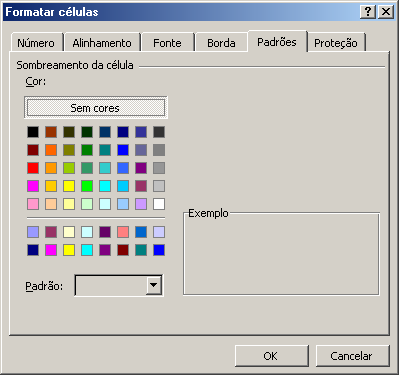 Formatar células
Número Alinhamento Fonte Borda Padrões Proteção
Sombreamento da célula
Cor:
Sem cores
Exemplo
Padrão:
OK Cancelar